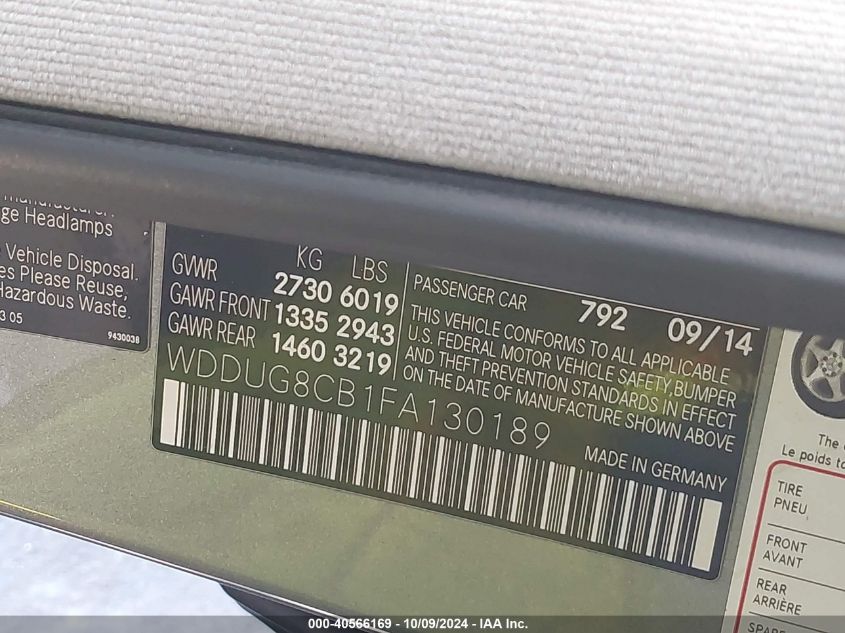 ge Headlamps
Vehicle Disposal.
es Please Reuse,
Hazardous Waste.
3 05
9430038
KG LBS
GVWR 2730 6019
GAWR FRONT 1335 2943
GAWR REAR 1460 3219
PASSENGER CAR 792 09/14
THIS VEHICLE CONFORMS TO ALL APPLICABLE
U.S. FEDERAL MOTOR VEHICLE SAFETY, BUMPER
AND THEFT PREVENTION STANDARDS IN EFFECT
ON THE DATE OF MANUFACTURE SHOWN ABOVE
WDDUG8CB1FA130189
MADE IN GERMANY
The
Le poids to
TIRE
PNEU
FRONT
AVANT
REAR
ARRIÈRE
SPARE
000-40566169 - 10/09/2024 - IAA Inc.